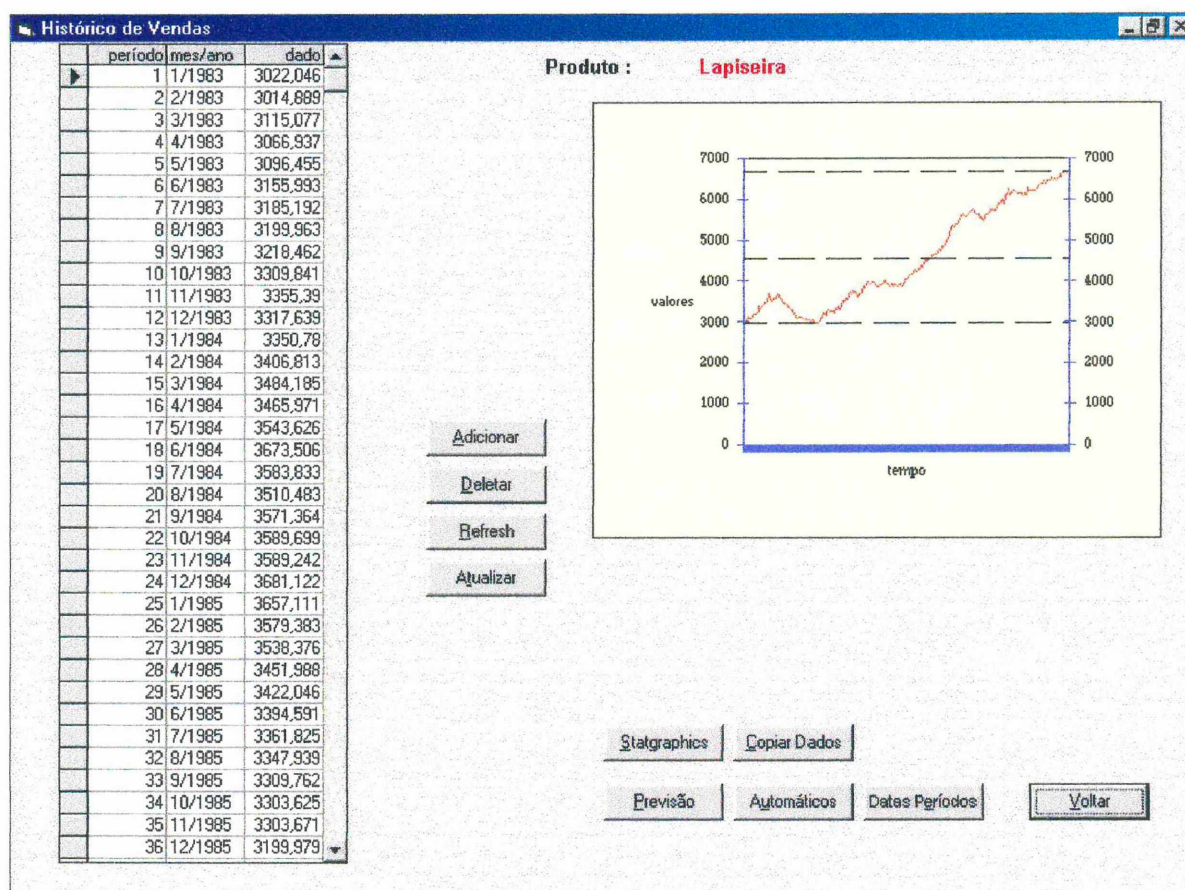 Histórico de Vendas
período mes/ano dado
1 1/1983 3022,046
2 2/1983 3014,889
3 3/1983 3115,077
4 4/1983 3066,937
5 5/1983 3096,455
6 6/1983 3155,993
7 7/1983 3185,192
8 8/1983 3199,963
9 9/1983 3218,462
10 10/1983 3309,841
11 11/1983 3355,39
12 12/1983 3317,639
13 1/1984 3350,78
14 2/1984 3406,813
15 3/1984 3484,185
16 4/1984 3465,971
17 5/1984 3543,626
18 6/1984 3673,506
19 7/1984 3583,833
20 8/1984 3510,483
21 9/1984 3571,364
22 10/1984 3589,699
23 11/1984 3589,242
24 12/1984 3681,122
25 1/1985 3657,111
26 2/1985 3579,383
27 3/1985 3538,376
28 4/1985 3451,988
29 5/1985 3422,046
30 6/1985 3394,591
31 7/1985 3361,825
32 8/1985 3347,939
33 9/1985 3309,762
34 10/1985 3303,625
35 11/1985 3303,671
36 12/1985 3199,979
Produto : Lapiseira
7000 7000
6000 6000
5000 5000
4000 4000
valores
3000 3000
2000 2000
1000 1000
0 0
tempo
Adicionar
Deletar
Refresh
Atualizar
Statgraphics Copiar Dados
Previsão Automáticos Datas Períodos Voltar